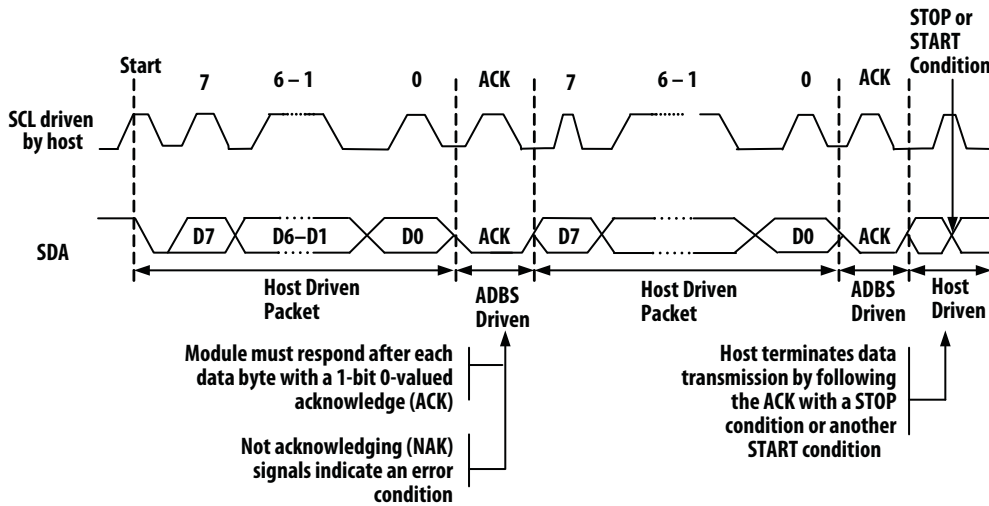 STOP or
START
Condition
Start
7
6 – 1
0
ACK
7
6 – 1
0
ACK
SCL driven
by host
SDA
D7
D6–D1
D0
ACK
D7
D0
ACK
Host Driven
Packet
ADBS
Driven
Host Driven
Packet
ADBS
Driven
Host
Driven
Module must respond after each
data byte with a 1-bit 0-valued
acknowledge (ACK)
Not acknowledging (NAK)
signals indicate an error
condition
Host terminates data
transmission by following
the ACK with a STOP
condition or another
START condition